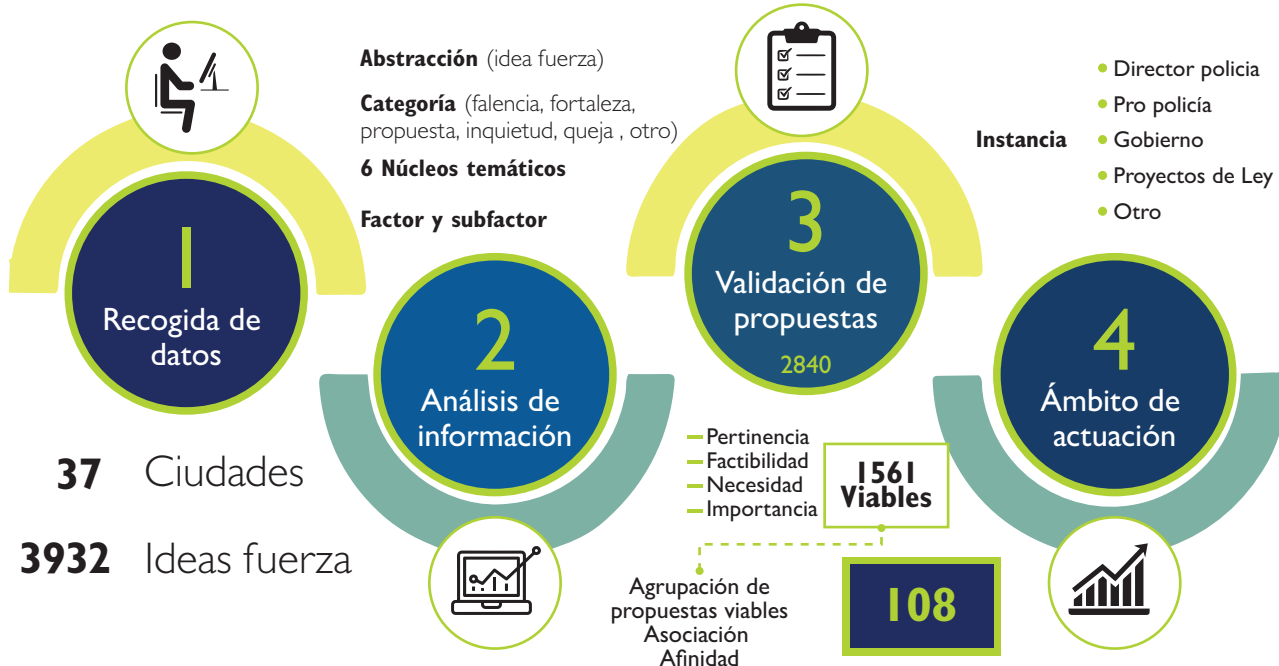 1
Recogida de
datos
37 Ciudades
3932 Ideas fuerza
Abstracción (idea fuerza)
Categoría (falencia, fortaleza,
propuesta, inquietud, queja , otro)
6 Núcleos temáticos
Factor y subfactor
2
Análisis de
información
3
Validación de
propuestas
2840
Pertinencia
Factibilidad
Necesidad
Importancia
1561
Viables
Agrupación de
propuestas viables
Asociación
Afinidad
108
Instancia
Director policia
Pro policía
Gobierno
Proyectos de Ley
Otro
4
Ámbito de
actuación